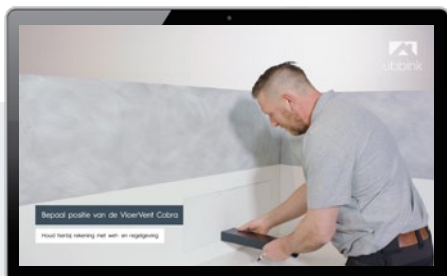 ubbink
Bepaal positie van de VloerVent Cobra
Houd hierbij rekening met wet- en regelgeving